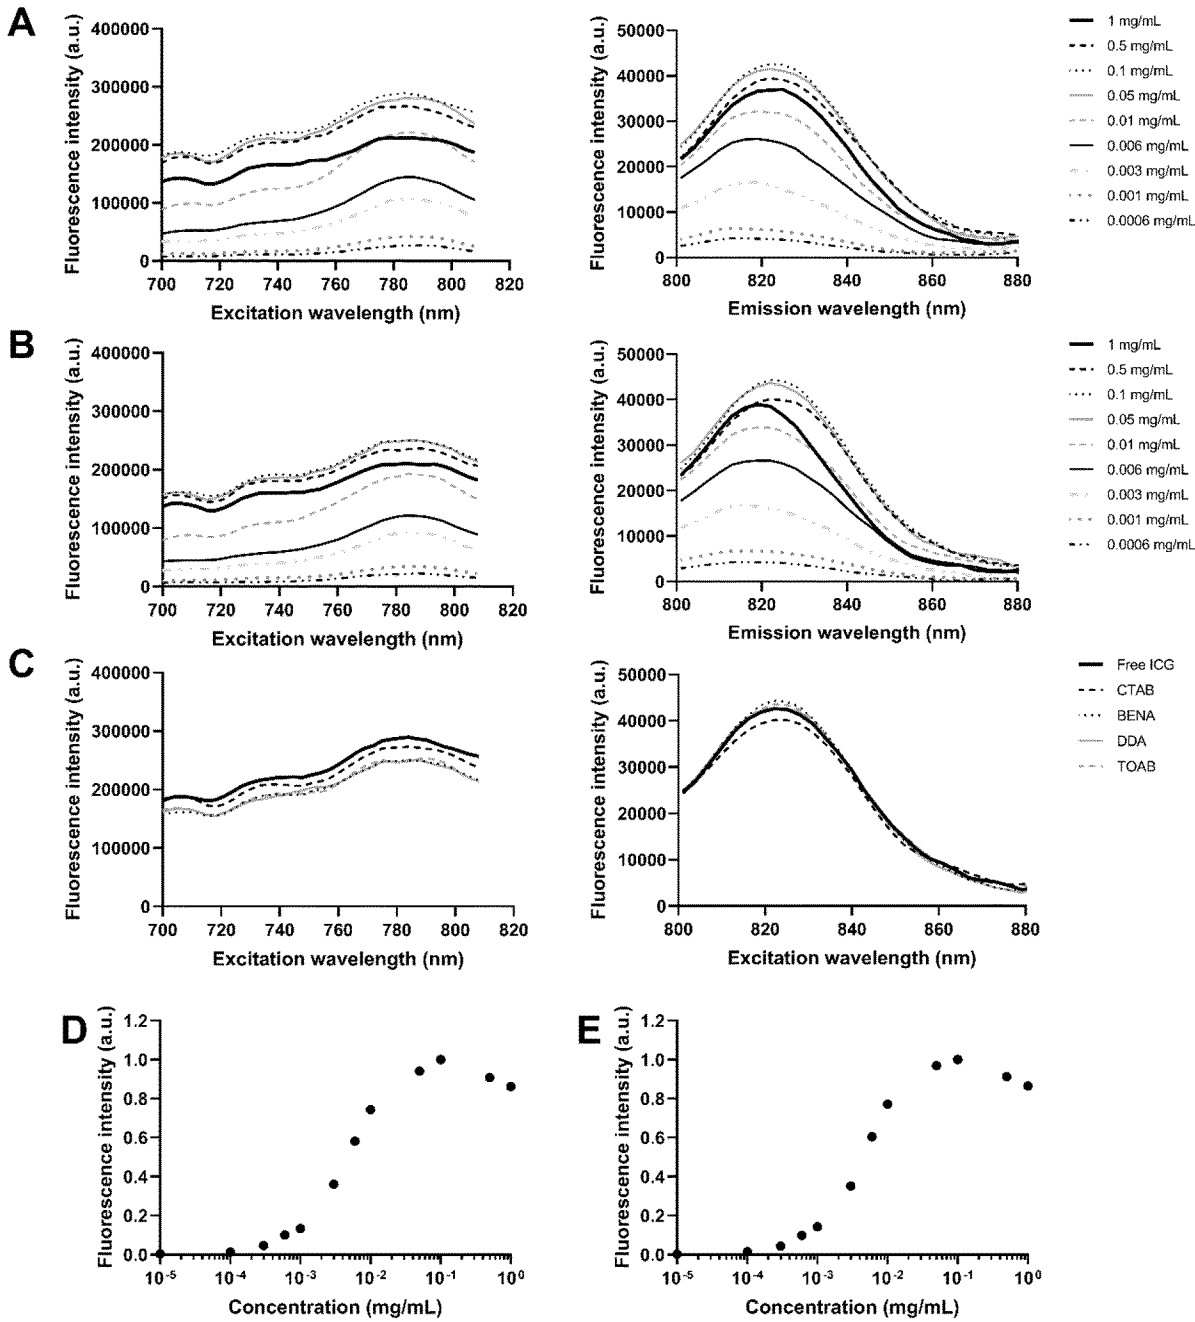 A
Fluorescence intensity (a.u.)
400000
300000
200000
100000
0
700 720 740 760 780 800 820
Excitation wavelength (nm)
Fluorescence intensity (a.u.)
50000
40000
30000
20000
10000
0
800 820 840 860 880
Emission wavelength (nm)
1 mg/mL
0.5 mg/mL
0.1 mg/mL
0.05 mg/mL
0.01 mg/mL
0.006 mg/mL
0.003 mg/mL
0.001 mg/mL
0.0006 mg/mL
B
Fluorescence intensity (a.u.)
400000
300000
200000
100000
0
700 720 740 760 780 800 820
Excitation wavelength (nm)
Fluorescence intensity (a.u.)
50000
40000
30000
20000
10000
0
800 820 840 860 880
Emission wavelength (nm)
1 mg/mL
0.5 mg/mL
0.1 mg/mL
0.05 mg/mL
0.01 mg/mL
0.006 mg/mL
0.003 mg/mL
0.001 mg/mL
0.0006 mg/mL
C
Fluorescence intensity (a.u.)
400000
300000
200000
100000
0
700 720 740 760 780 800 820
Excitation wavelength (nm)
Fluorescence intensity (a.u.)
50000
40000
30000
20000
10000
0
800 820 840 860 880
Excitation wavelength (nm)
Free ICG
CTAB
BENA
DDA
TOAB
D
Fluorescence intensity (a.u.)
1.2
1.0
0.8
0.6
0.4
0.2
0.0
10⁻⁵ 10⁻⁴ 10⁻³ 10⁻² 10⁻¹ 10⁰
Concentration (mg/mL)
E
Fluorescence intensity (a.u.)
1.2
1.0
0.8
0.6
0.4
0.2
0.0
10⁻⁵ 10⁻⁴ 10⁻³ 10⁻² 10⁻¹ 10⁰
Concentration (mg/mL)